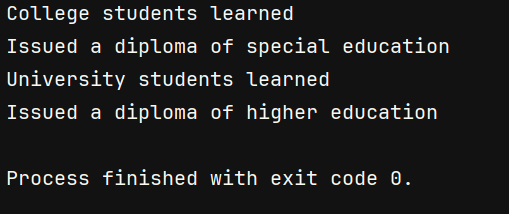 College students learned
Issued a diploma of special education
University students learned
Issued a diploma of higher education
Process finished with exit code 0.